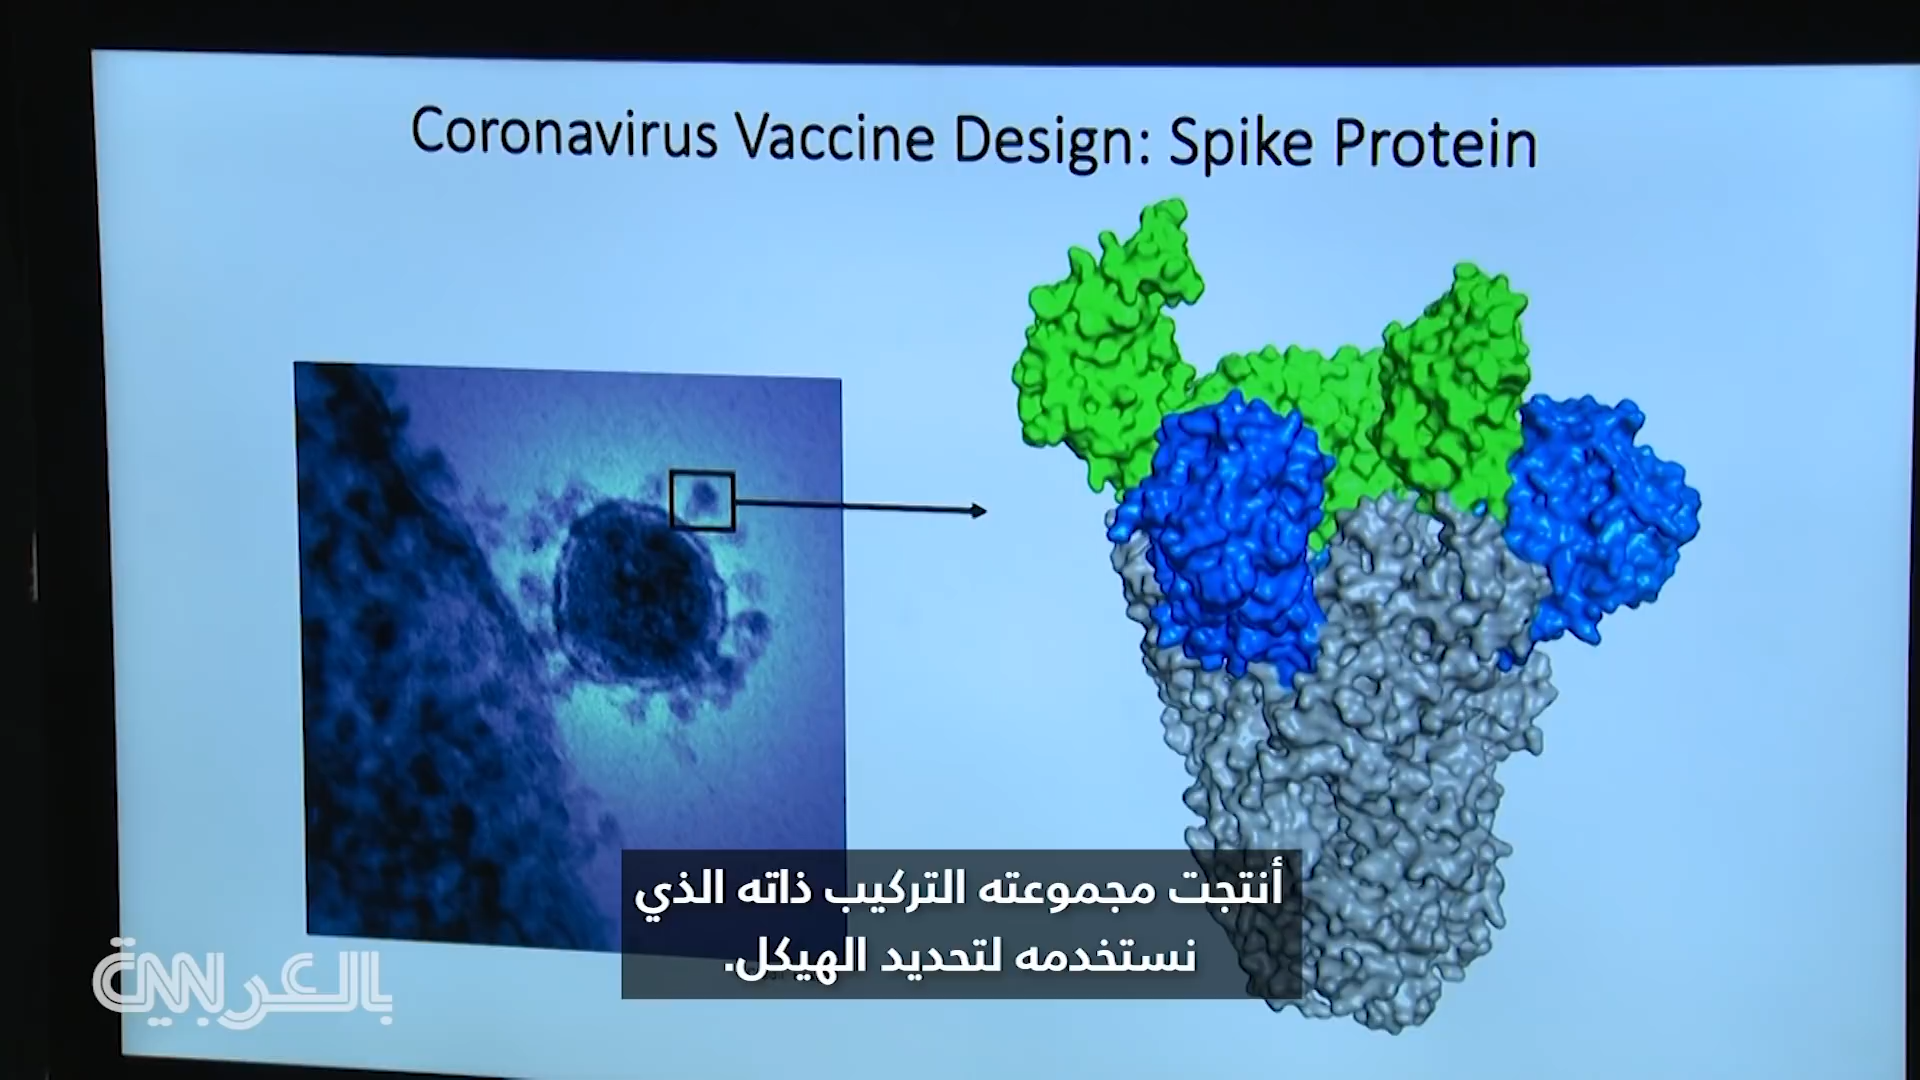 Coronavirus Vaccine Design: Spike Protein
أنتجت مجموعته التركيب ذاته الذي
نستخدمه لتحديد الهيكل.
CNN بالعربية